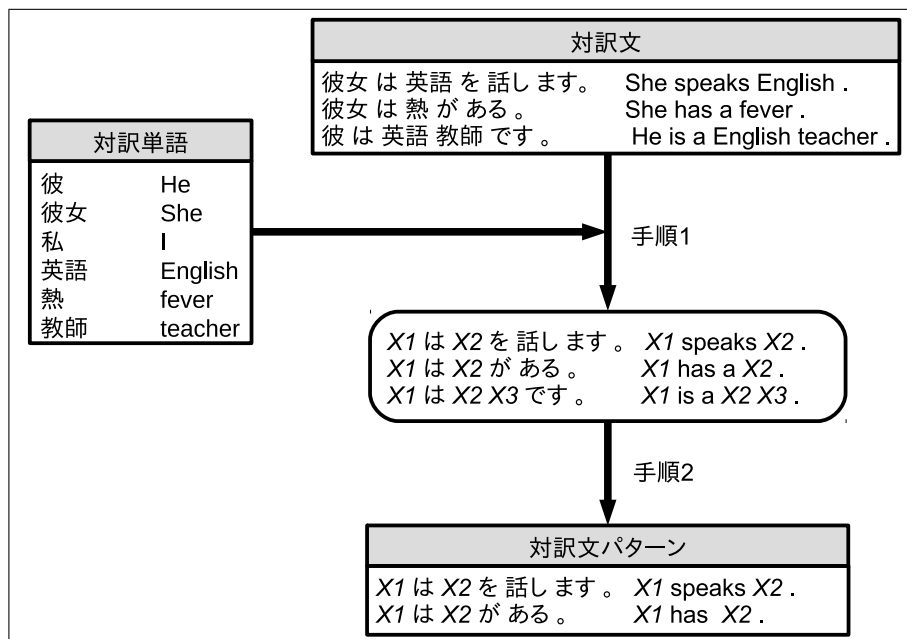 対訳文
彼女 は 英語 を 話し ます。 She speaks English .
彼女 は 熱 が ある 。 She has a fever .
彼 は 英語 教師 です 。 He is a English teacher .
対訳単語
彼 He
彼女 She
私 I
英語 English
熱 fever
教師 teacher
手順1
X1 は X2 を 話し ます 。 X1 speaks X2 .
X1 は X2 が ある 。 X1 has a X2 .
X1 は X2 X3 です 。 X1 is a X2 X3 .
手順2
対訳文パターン
X1 は X2 を 話し ます 。 X1 speaks X2 .
X1 は X2 が ある 。 X1 has X2 .